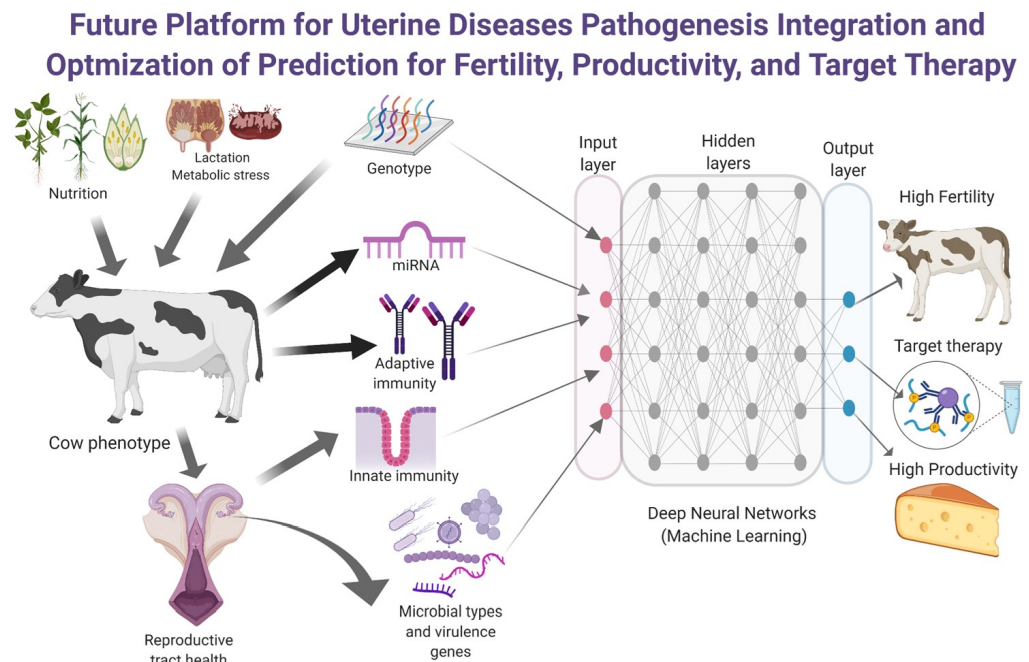 Future Platform for Uterine Diseases Pathogenesis Integration and
Optmization of Prediction for Fertility, Productivity, and Target Therapy
Nutrition
Lactation
Metabolic stress
Genotype
miRNA
Adaptive
immunity
Innate immunity
Microbial types
and virulence
genes
Cow phenotype
Reproductive
tract health
Input
layer
Hidden
layers
Output
layer
Deep Neural Networks
(Machine Learning)
High Fertility
Target therapy
High Productivity